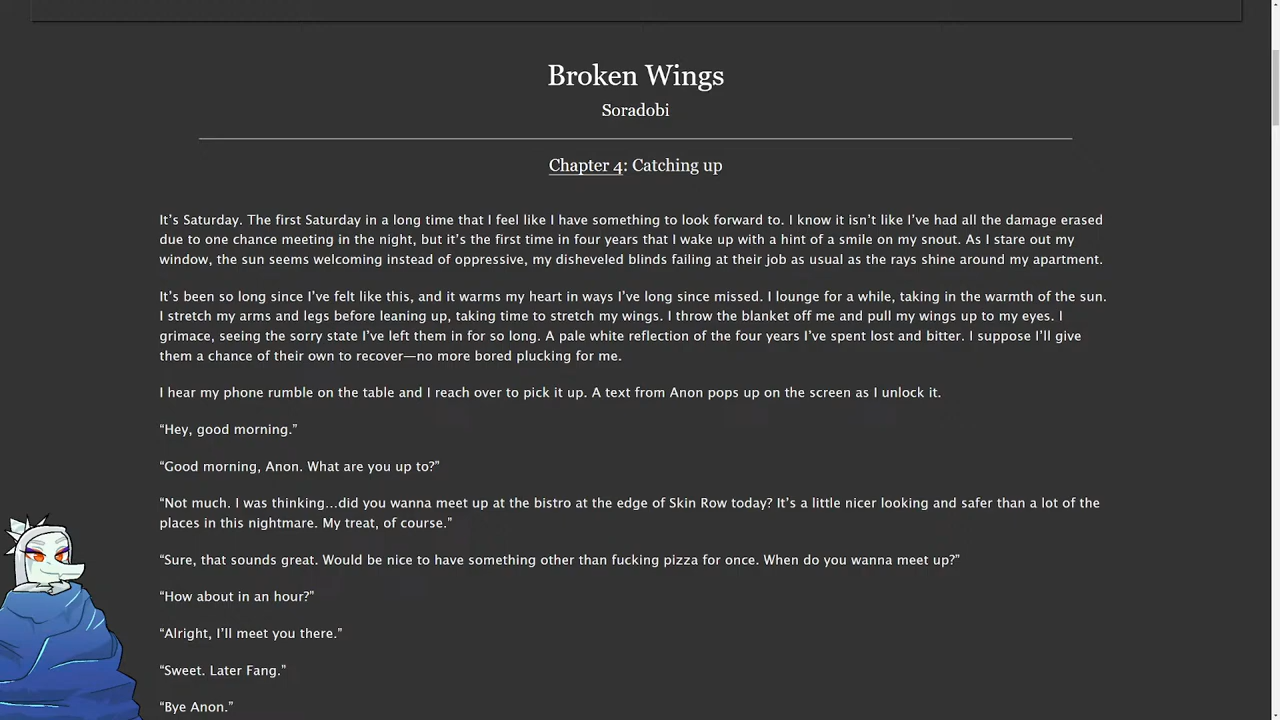 Broken Wings
Soradobi
Chapter 4: Catching up
It’s Saturday. The first Saturday in a long time that I feel like I have something to look forward to. I know it isn’t like I’ve had all the damage erased
due to one chance meeting in the night, but it’s the first time in four years that I wake up with a hint of a smile on my snout. As I stare out my
window, the sun seems welcoming instead of oppressive, my disheveled blinds failing at their job as usual as the rays shine around my apartment.
It’s been so long since I’ve felt like this, and it warms my heart in ways I’ve long since missed. I lounge for a while, taking in the warmth of the sun.
I stretch my arms and legs before leaning up, taking time to stretch my wings. I throw the blanket off me and pull my wings up to my eyes. I
grimace, seeing the sorry state I’ve left them in for so long. A pale white reflection of the four years I’ve spent lost and bitter. I suppose I’ll give
them a chance of their own to recover—no more bored plucking for me.
I hear my phone rumble on the table and I reach over to pick it up. A text from Anon pops up on the screen as I unlock it.
“Hey, good morning.”
“Good morning, Anon. What are you up to?”
“Not much. I was thinking…did you wanna meet up at the bistro at the edge of Skin Row today? It’s a little nicer looking and safer than a lot of the
places in this nightmare. My treat, of course.”
“Sure, that sounds great. Would be nice to have something other than fucking pizza for once. When do you wanna meet up?”
“How about in an hour?”
“Alright, I’ll meet you there.”
“Sweet. Later Fang.”
“Bye Anon.”